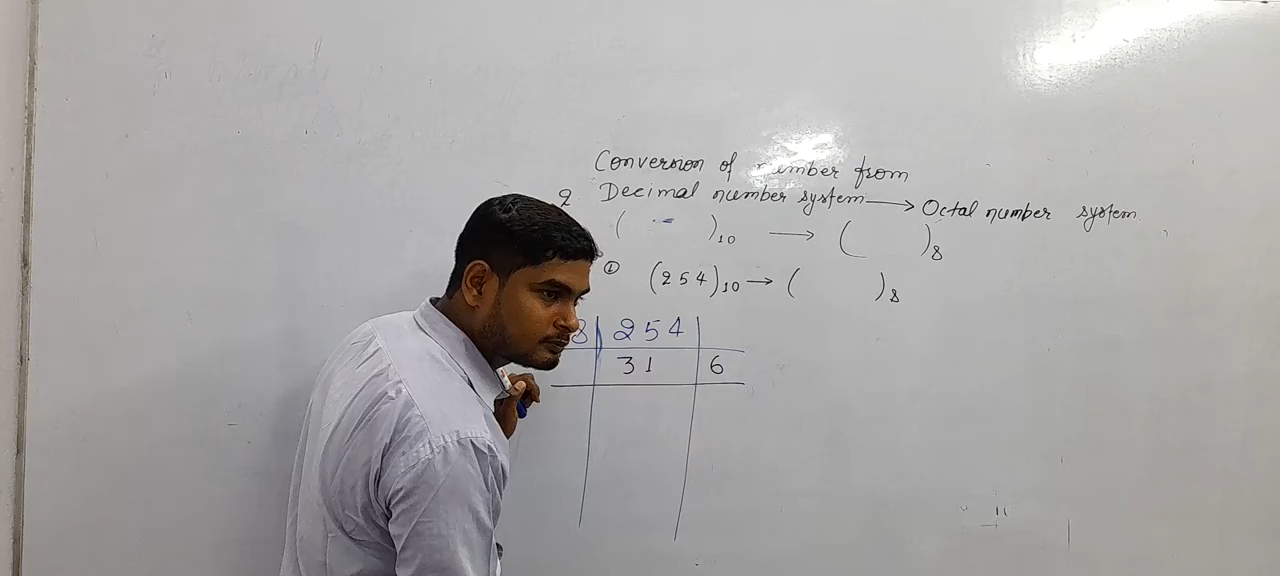 Conversion of number from
2. Decimal number system → Octal number system.
( )10 → ( )8
① (254)10 → ( )8
8 | 254 |
31 | 6